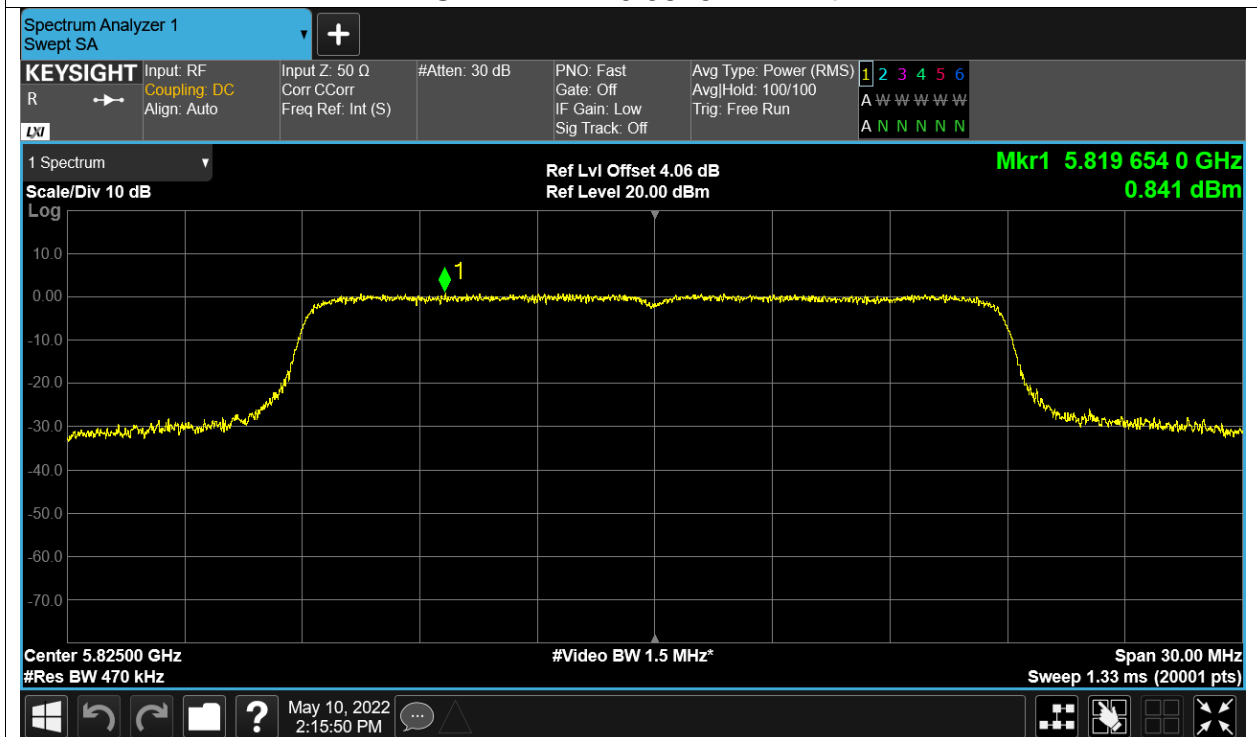 Spectrum Analyzer 1
Swept SA
KEYSIGHT
R
LXI
Input: RF
Coupling: DC
Align: Auto
Input Z: 50 Ω
Corr CCorr
Freq Ref: Int (S)
#Atten: 30 dB
PNO: Fast
Gate: Off
IF Gain: Low
Sig Track: Off
Avg Type: Power (RMS)
Avg|Hold: 100/100
Trig: Free Run
1 2 3 4 5 6
A W W W W W
A N N N N N
1 Spectrum
Scale/Div 10 dB
Ref Lvl Offset 4.06 dB
Ref Level 20.00 dBm
Mkr1 5.819 654 0 GHz
0.841 dBm
Log
10.0
0.00
-10.0
-20.0
-30.0
-40.0
-50.0
-60.0
-70.0
1
Center 5.82500 GHz
#Res BW 470 kHz
#Video BW 1.5 MHz*
Span 30.00 MHz
Sweep 1.33 ms (20001 pts)
?
May 10, 2022
2:15:50 PM